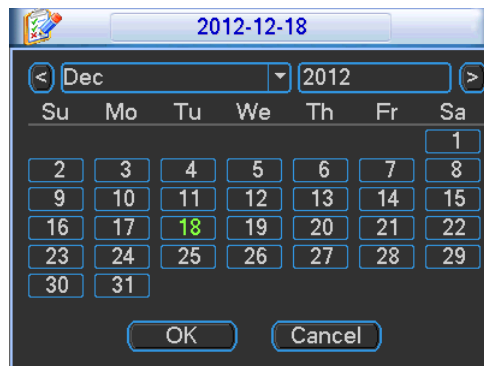 2012-12-18
< Dec 2012 >
Su Mo Tu We Th Fr Sa
1
2 3 4 5 6 7 8
9 10 11 12 13 14 15
16 17 18 19 20 21 22
23 24 25 26 27 28 29
30 31
OK Cancel